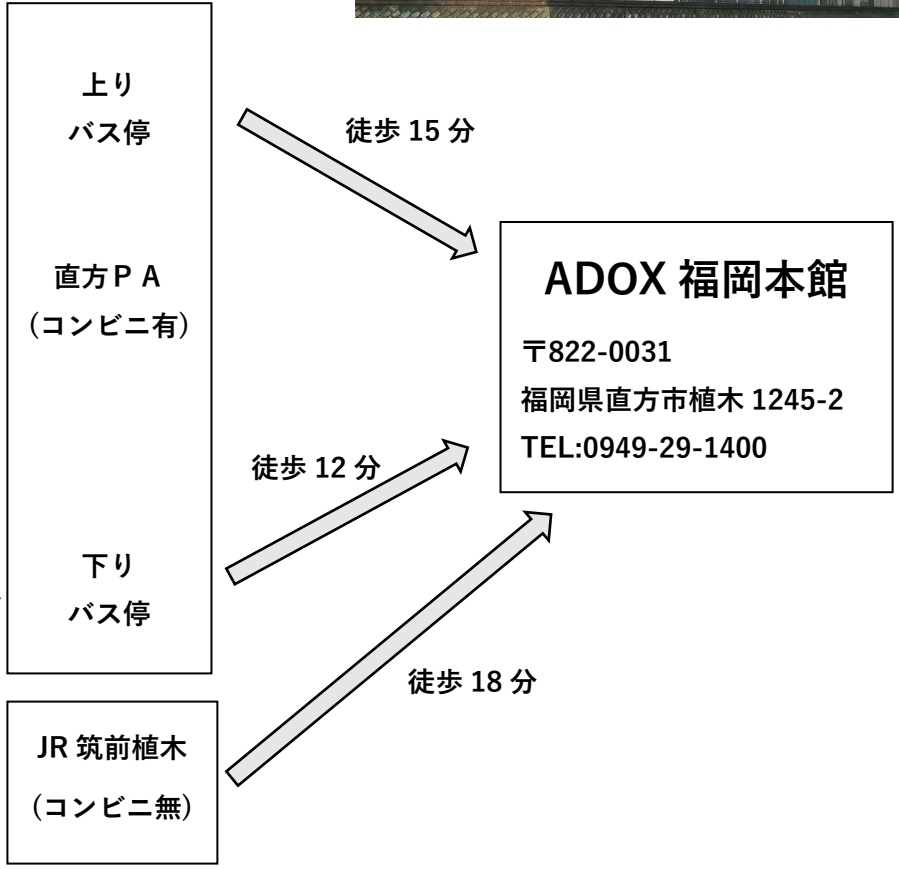 上り
バス停
徒歩 15 分
直方ＰＡ
(コンビニ有)
ADOX 福岡本館
〒822-0031
福岡県直方市植木 1245-2
TEL:0949-29-1400
徒歩 12 分
下り
バス停
徒歩 18 分
JR 筑前植木
(コンビニ無)